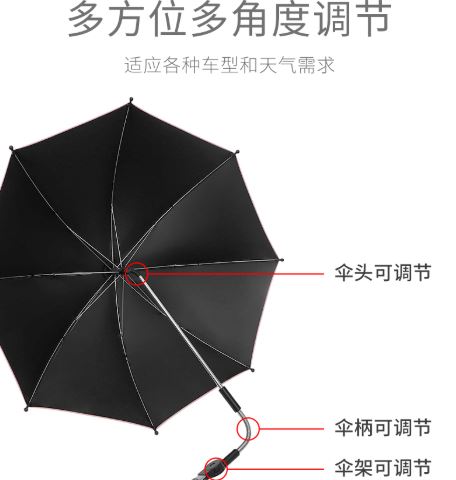 多方位多角度调节
适应各种车型和天气需求
伞头可调节
伞柄可调节
伞架可调节